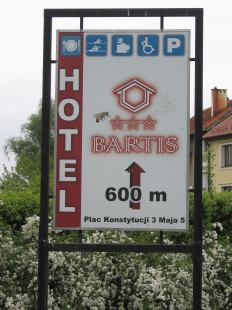 P
HOTEL
BARTIS
600 m
Plac Konstytucji 3 Maja 5